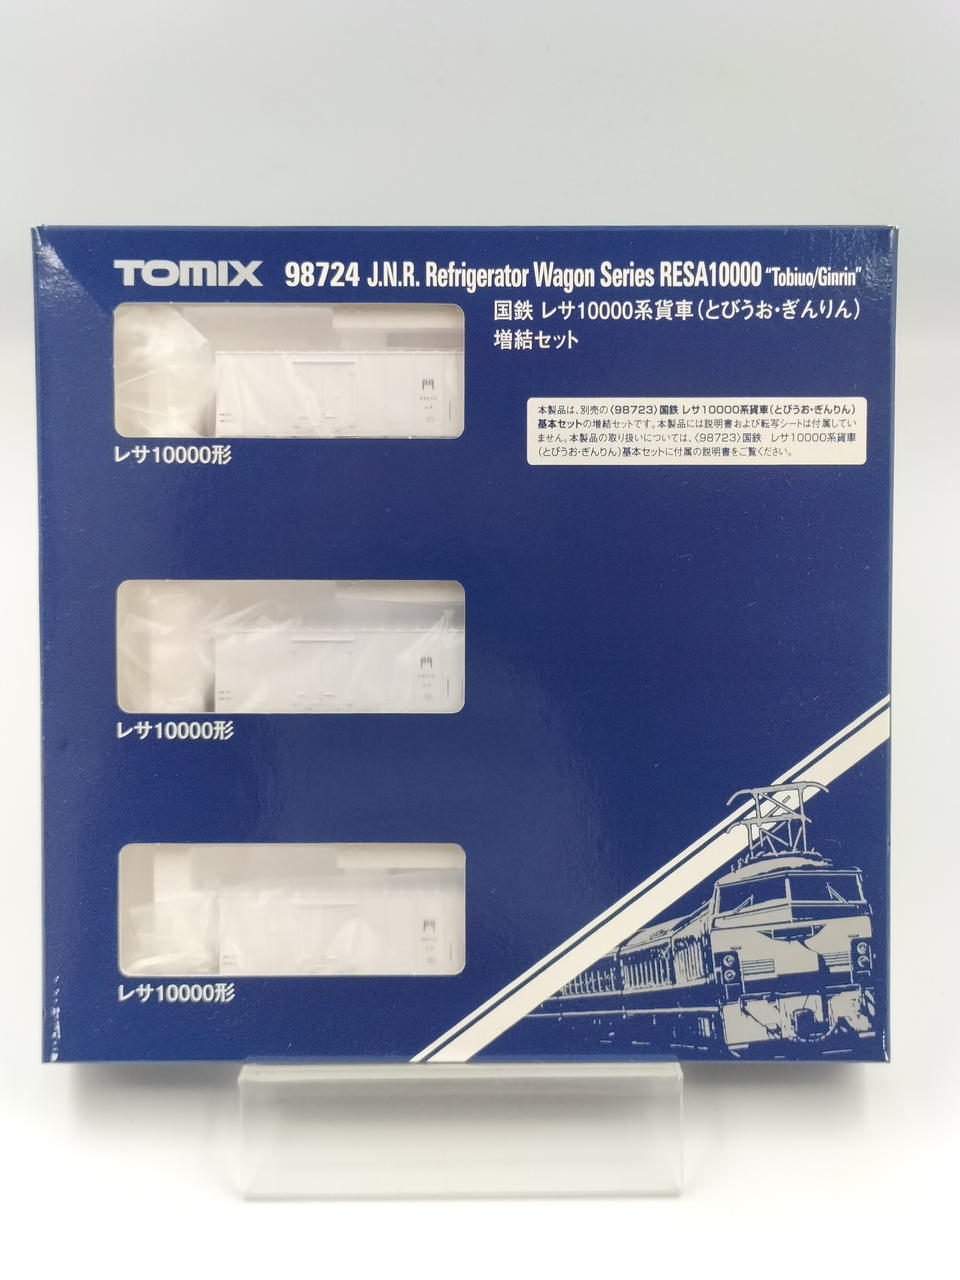 TOMIX 98724 J.N.R. Refrigerator Wagon Series RESA10000 "Tobiuo/Ginrin"
国鉄 レサ10000系貨車(とびうお・ぎんりん)
増結セット
本製品は、別売の〈98723〉国鉄 レサ10000系貨車(とびうお・ぎんりん)
基本セットの増結セットです。本製品には説明書および転写シートは付属してい
ません。本製品の取り扱いについては、〈98723〉国鉄 レサ10000系貨車
(とびうお・ぎんりん)基本セットに付属の説明書をご覧ください。
レサ10000形
レサ10000形
レサ10000形